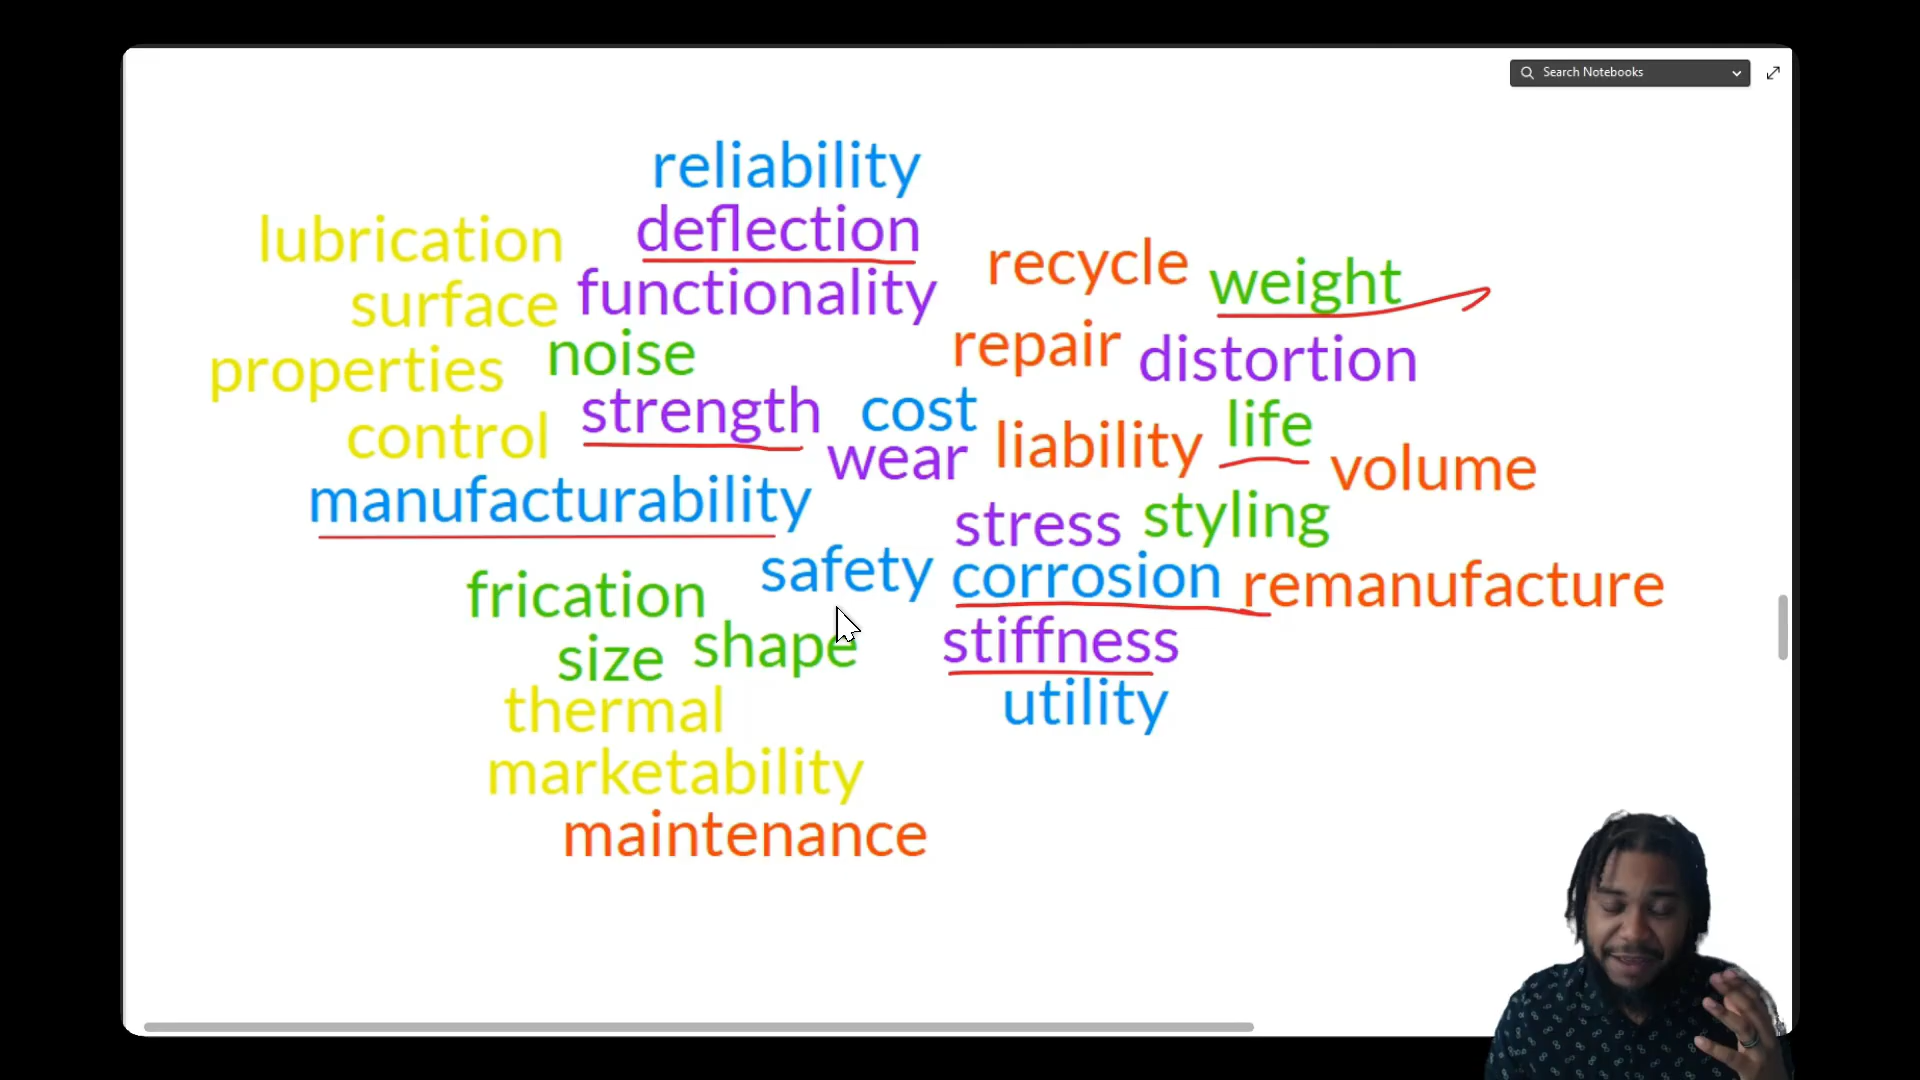 Search Notebooks
reliability
deflection
lubrication
functionality
surface
properties
noise
control
strength
manufacturability
recycle
weight
repair
distortion
cost
wear
liability
life
volume
stress
styling
safety
corrosion
remanufacture
frication
size
shape
stiffness
thermal
utility
marketability
maintenance